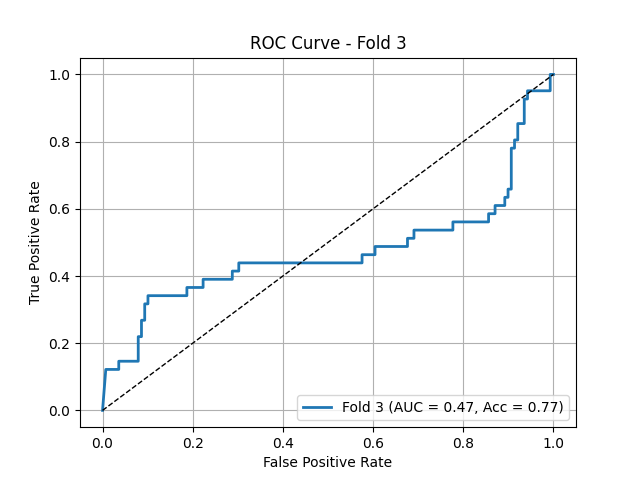 ROC Curve - Fold 3
True Positive Rate
1.0
0.8
0.6
0.4
0.2
0.0
Fold 3 (AUC = 0.47, Acc = 0.77)
0.0 0.2 0.4 0.6 0.8 1.0
False Positive Rate